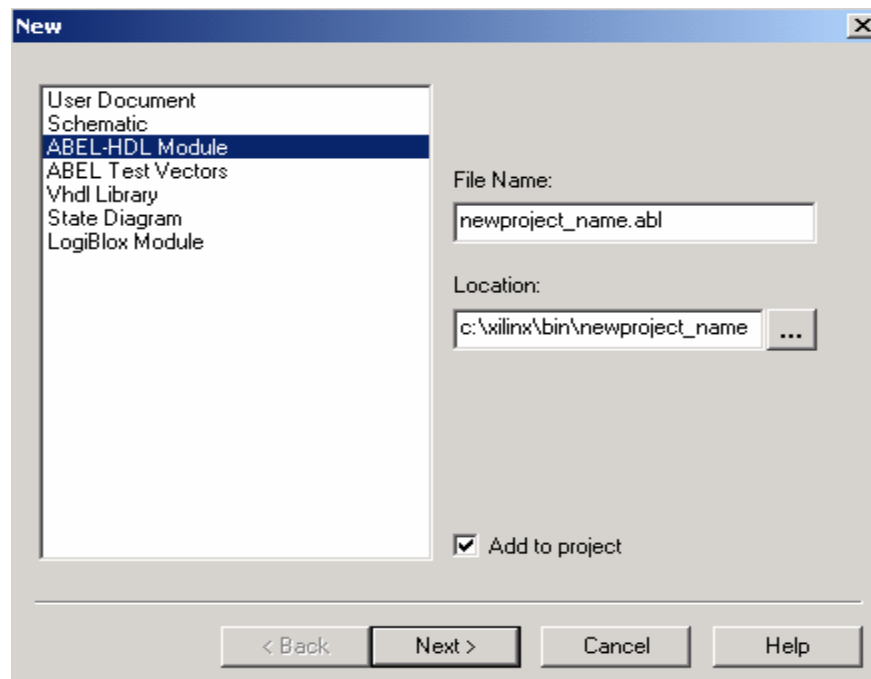 New
User Document
Schematic
ABEL-HDL Module
ABEL Test Vectors
Vhdl Library
State Diagram
LogiBlox Module
File Name:
newproject_name.abl
Location:
c:\xilinx\bin\newproject_name
...
Add to project
< Back
Next >
Cancel
Help